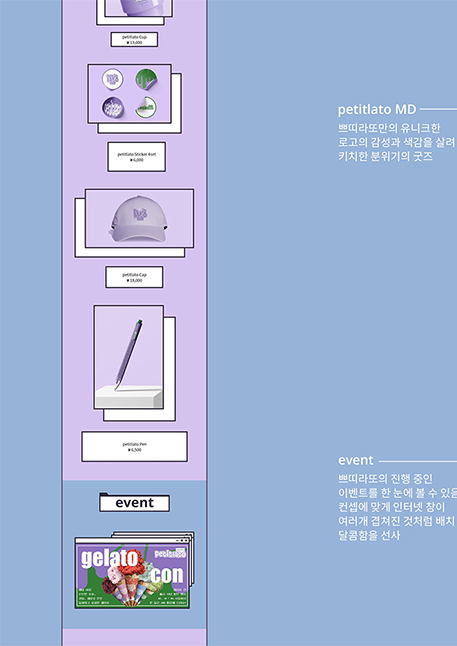 petitlato Cup
₩ 13,000
petitlato Sticker 4set
₩ 6,000
petitlato Cap
₩ 18,000
petitlato Pen
₩ 6,500
event
gelato
petitlato
con
petitlato MD
쁘띠라또만의 유니크한
로고의 감성과 색감을 살려
키치한 분위기의 굿즈
event
쁘띠라또의 진행 중인
이벤트를 한 눈에 볼 수 있을
컨셉에 맞게 인터넷 창이
여러개 겹쳐진 것처럼 배치
달콤함을 선사